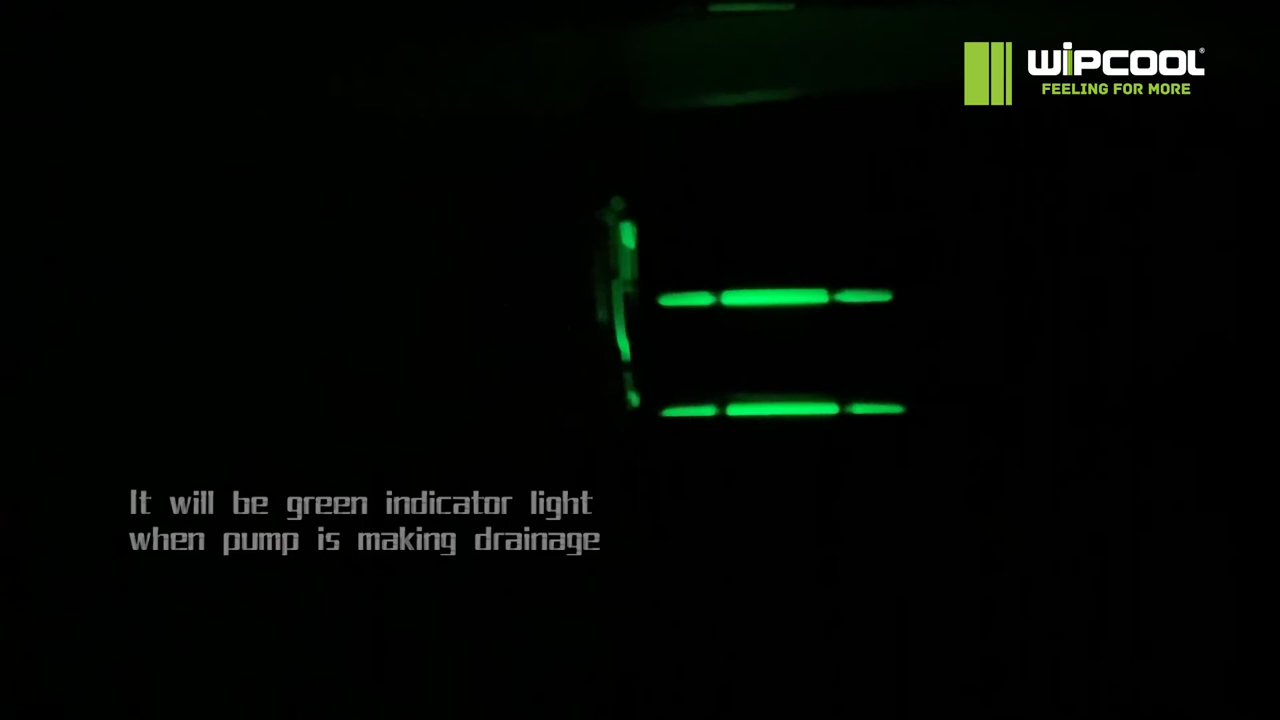 WIPCOOL®
FEELING FOR MORE
It will be green indicator light
when pump is making drainage